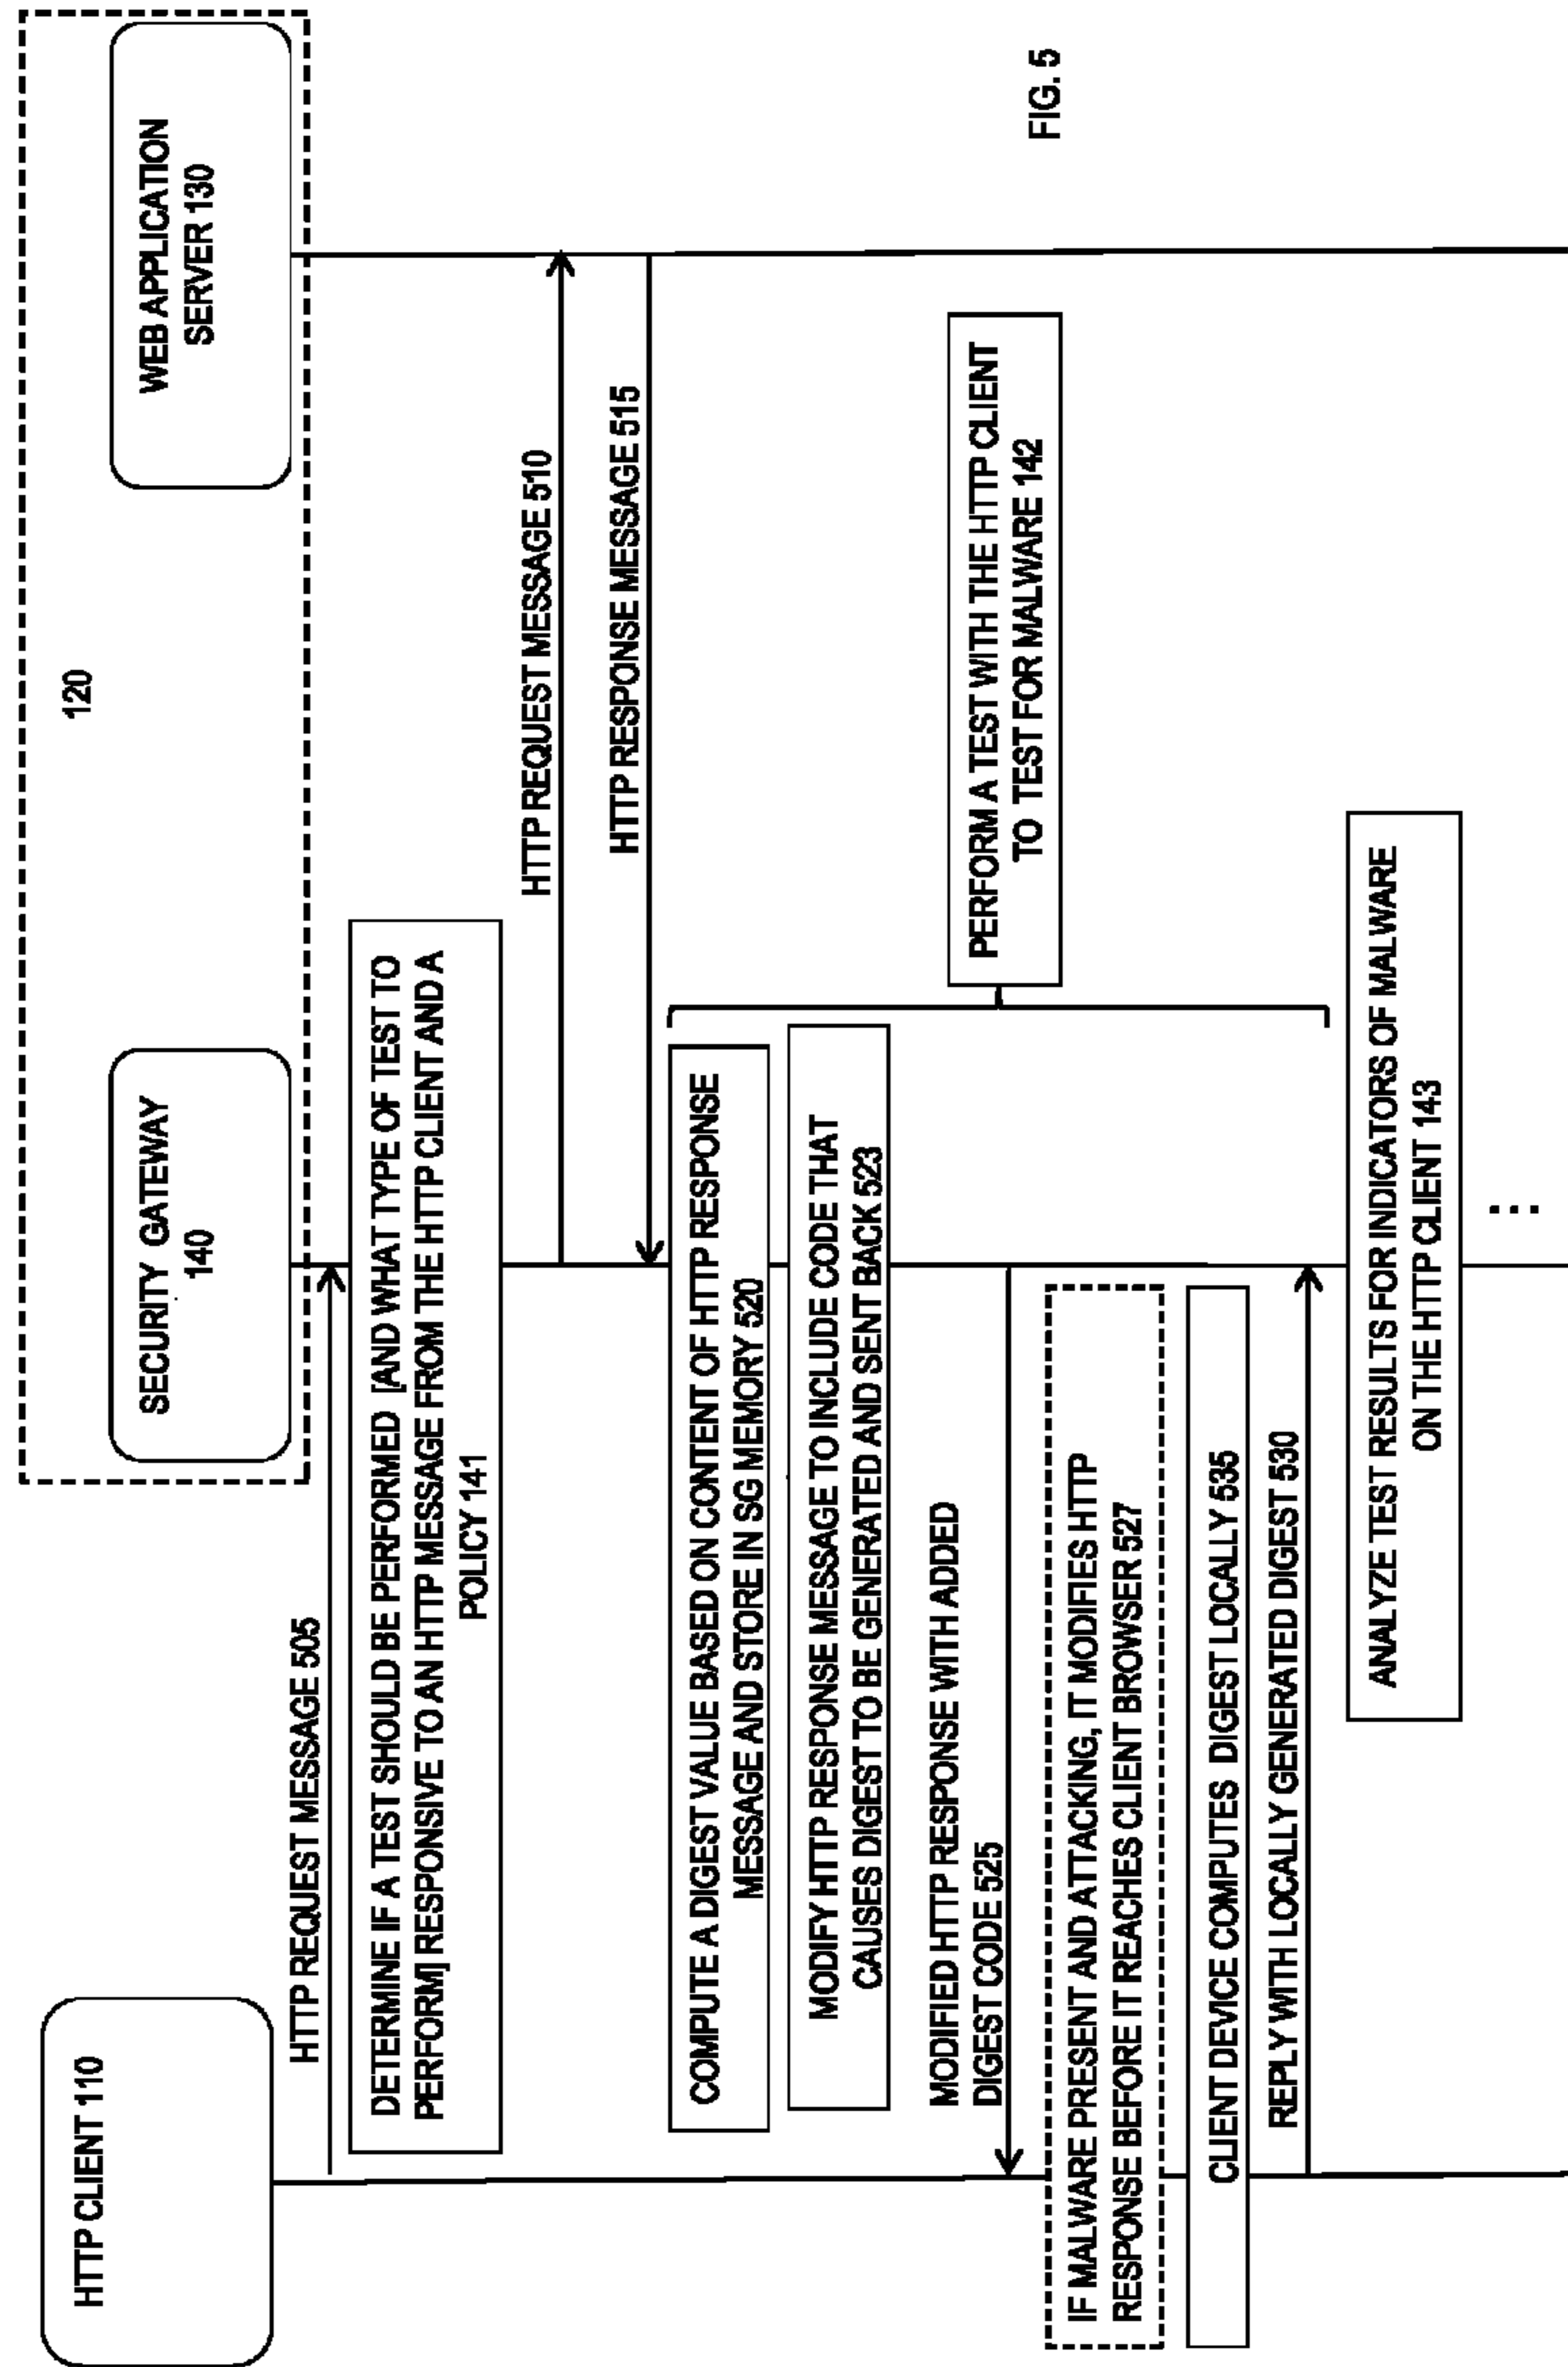 120
HTTP CLIENT 110
SECURITY GATEWAY
140
WEB APPLICATION
SERVER 130
HTTP REQUEST MESSAGE 505
DETERMINE IF A TEST SHOULD BE PERFORMED [AND WHAT TYPE OF TEST TO
PERFORM] RESPONSIVE TO AN HTTP MESSAGE FROM THE HTTP CLIENT AND A
POLICY 141
HTTP REQUEST MESSAGE 510
HTTP RESPONSE MESSAGE 515
COMPUTE A DIGEST VALUE BASED ON CONTENT OF HTTP RESPONSE
MESSAGE AND STORE IN SG MEMORY 520
MODIFY HTTP RESPONSE MESSAGE TO INCLUDE CODE THAT
CAUSES DIGEST TO BE GENERATED AND SENT BACK 523
PERFORM A TEST WITH THE HTTP CLIENT
TO TEST FOR MALWARE 142
MODIFIED HTTP RESPONSE WITH ADDED
DIGEST CODE 525
IF MALWARE PRESENT AND ATTACKING, IT MODIFIES HTTP
RESPONSE BEFORE IT REACHES CLIENT BROWSER 527
CLIENT DEVICE COMPUTES DIGEST LOCALLY 535
REPLY WITH LOCALLY GENERATED DIGEST 530
ANALYZE TEST RESULTS FOR INDICATORS OF MALWARE
ON THE HTTP CLIENT 143
...
FIG. 5